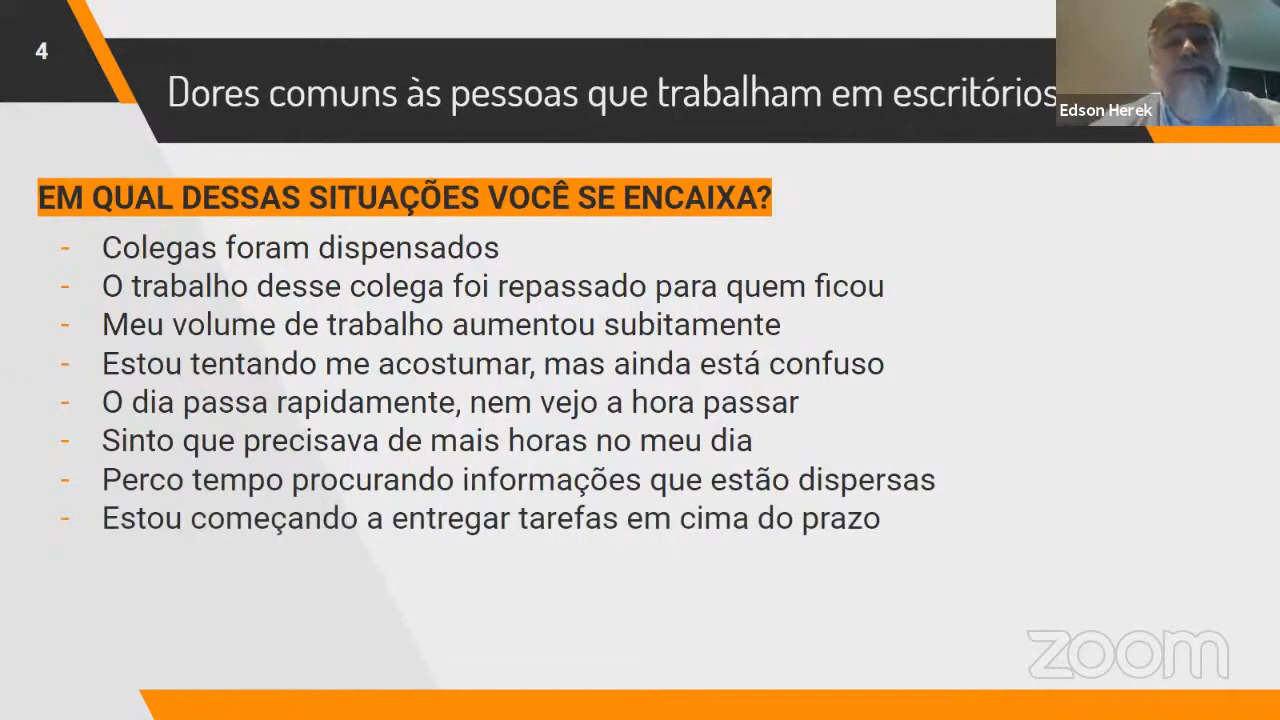 4
Dores comuns às pessoas que trabalham em escritórios
Edson Herek
EM QUAL DESSAS SITUAÇÕES VOCÊ SE ENCAIXA?
- Colegas foram dispensados
- O trabalho desse colega foi repassado para quem ficou
- Meu volume de trabalho aumentou subitamente
- Estou tentando me acostumar, mas ainda está confuso
- O dia passa rapidamente, nem vejo a hora passar
- Sinto que precisava de mais horas no meu dia
- Perco tempo procurando informações que estão dispersas
- Estou começando a entregar tarefas em cima do prazo
zoom